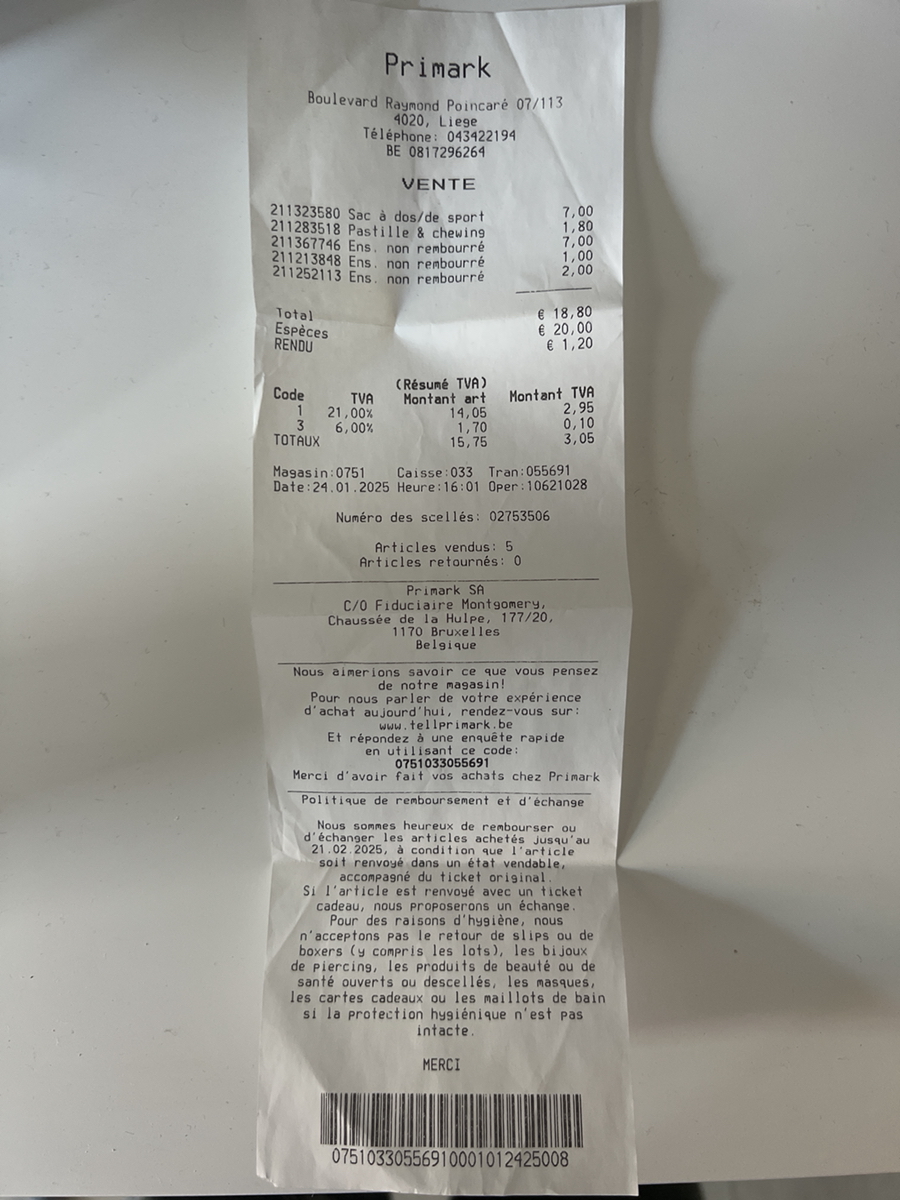 Primark
Boulevard Raymond Poincaré 07/113
4020, Liege
Téléphone: 043422194
BE 0817296264
VENTE
211323580 Sac à dos/de sport 7,00
211283518 Pastille & chewing 1,80
211367746 Ens. non rembourré 7,00
211213848 Ens. non rembourré 1,00
211252113 Ens. non rembourré 2,00
Total € 18,80
Espèces € 20,00
RENDU € 1,20
(Résumé TVA)
Code TVA Montant art Montant TVA
1 21,00% 14,05 2,95
3 6,00% 1,70 0,10
TOTAUX 15,75 3,05
Magasin:0751 Caisse:033 Tran:055691
Date:24.01.2025 Heure:16:01 Oper:10621028
Numéro des scellés: 02753506
Articles vendus: 5
Articles retournés: 0
Primark SA
C/O Fiduciaire Montgomery,
Chaussée de la Hulpe, 177/20,
1170 Bruxelles
Belgique
Nous aimerions savoir ce que vous pensez
de notre magasin!
Pour nous parler de votre expérience
d'achat aujourd'hui, rendez-vous sur:
www.tellprimark.be
Et répondez à une enquête rapide
en utilisant ce code:
0751033055691
Merci d'avoir fait vos achats chez Primark
Politique de remboursement et d'échange
Nous sommes heureux de rembourser ou
d'échanger les articles achetés jusqu'au
21.02.2025, à condition que l'article
soit renvoyé dans un état vendable,
accompagné du ticket original.
Si l'article est renvoyé avec un ticket
cadeau, nous proposerons un échange.
Pour des raisons d'hygiène, nous
n'acceptons pas le retour de slips ou de
boxers (y compris les lots), les bijoux
de piercing, les produits de beauté ou de
santé ouverts ou descellés, les masques,
les cartes cadeaux ou les maillots de bain
si la protection hygiénique n'est pas
intacte.
MERCI
07510330556910001012425008